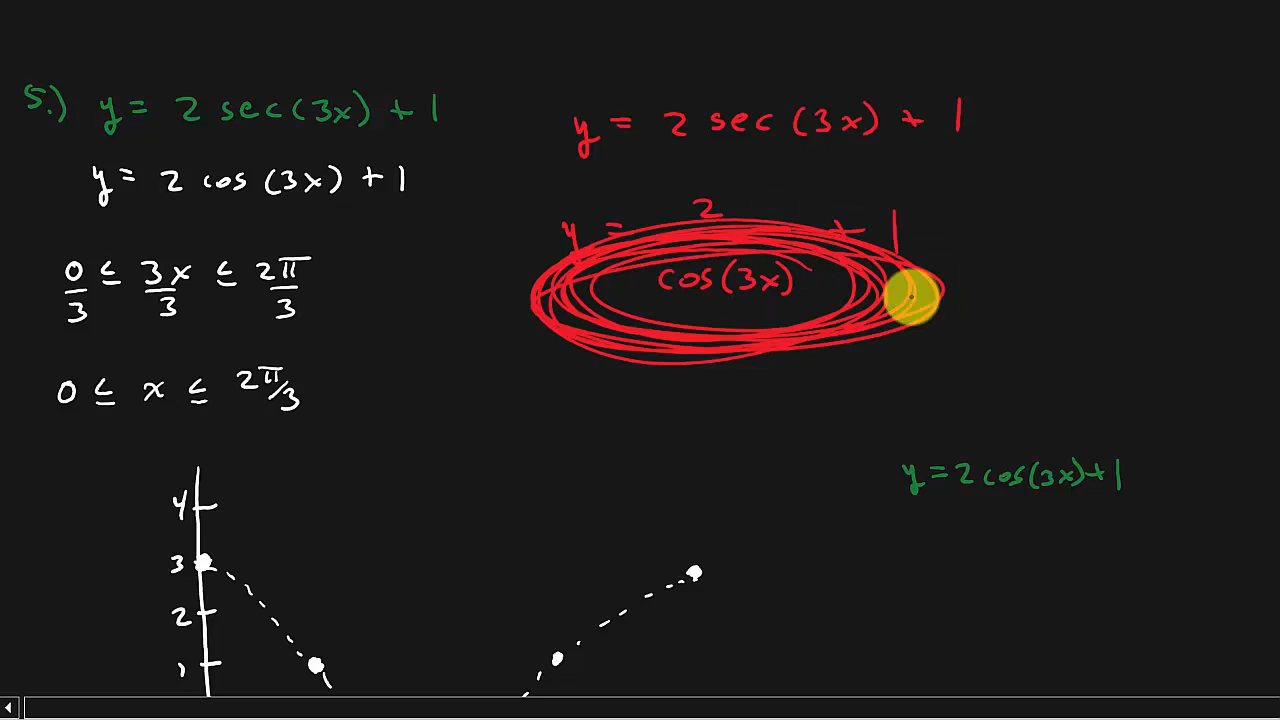 5.) y = 2 sec(3x) + 1
y = 2 cos(3x) + 1
0/3 ≤ 3x/3 ≤ 2π/3
0 ≤ x ≤ 2π/3
y = 2 sec(3x) + 1
y = 2 + 1
cos(3x)
y = 2 cos(3x) + 1
4
3
2
1